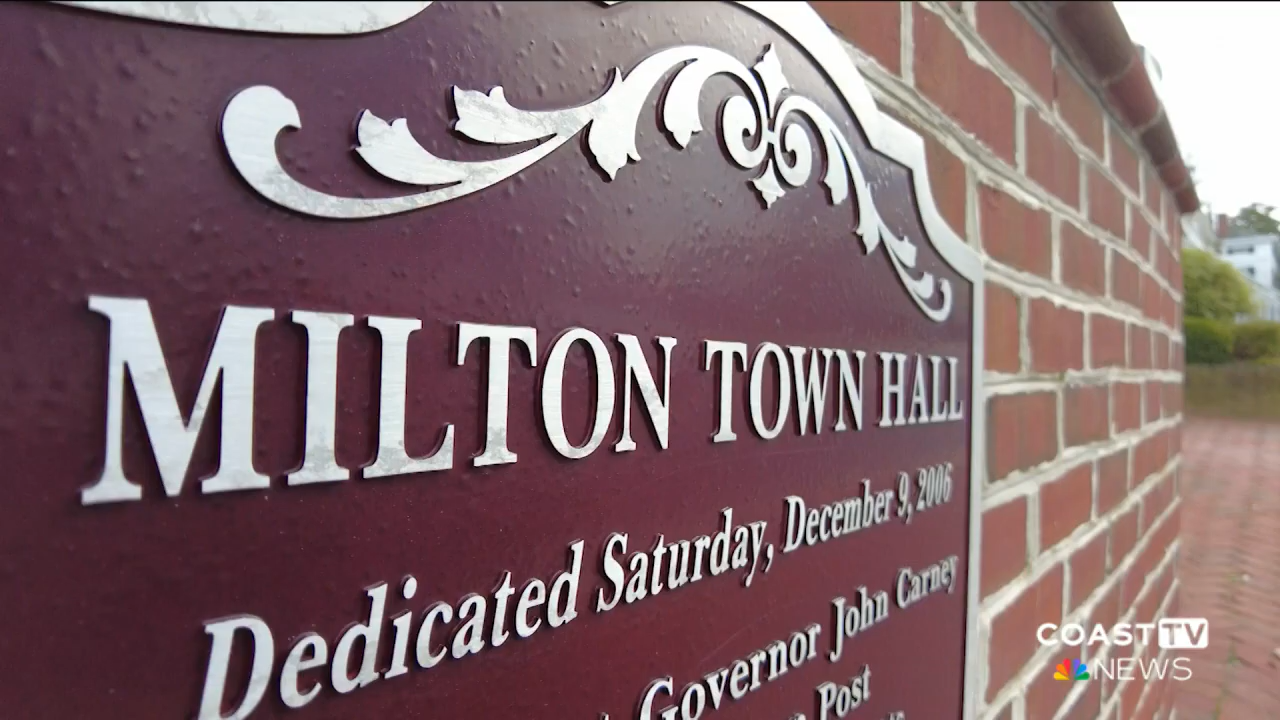 MILTON TOWN HALL
Dedicated Saturday, December 9, 2006
Governor John Carney
Post
COAST TV
NEWS